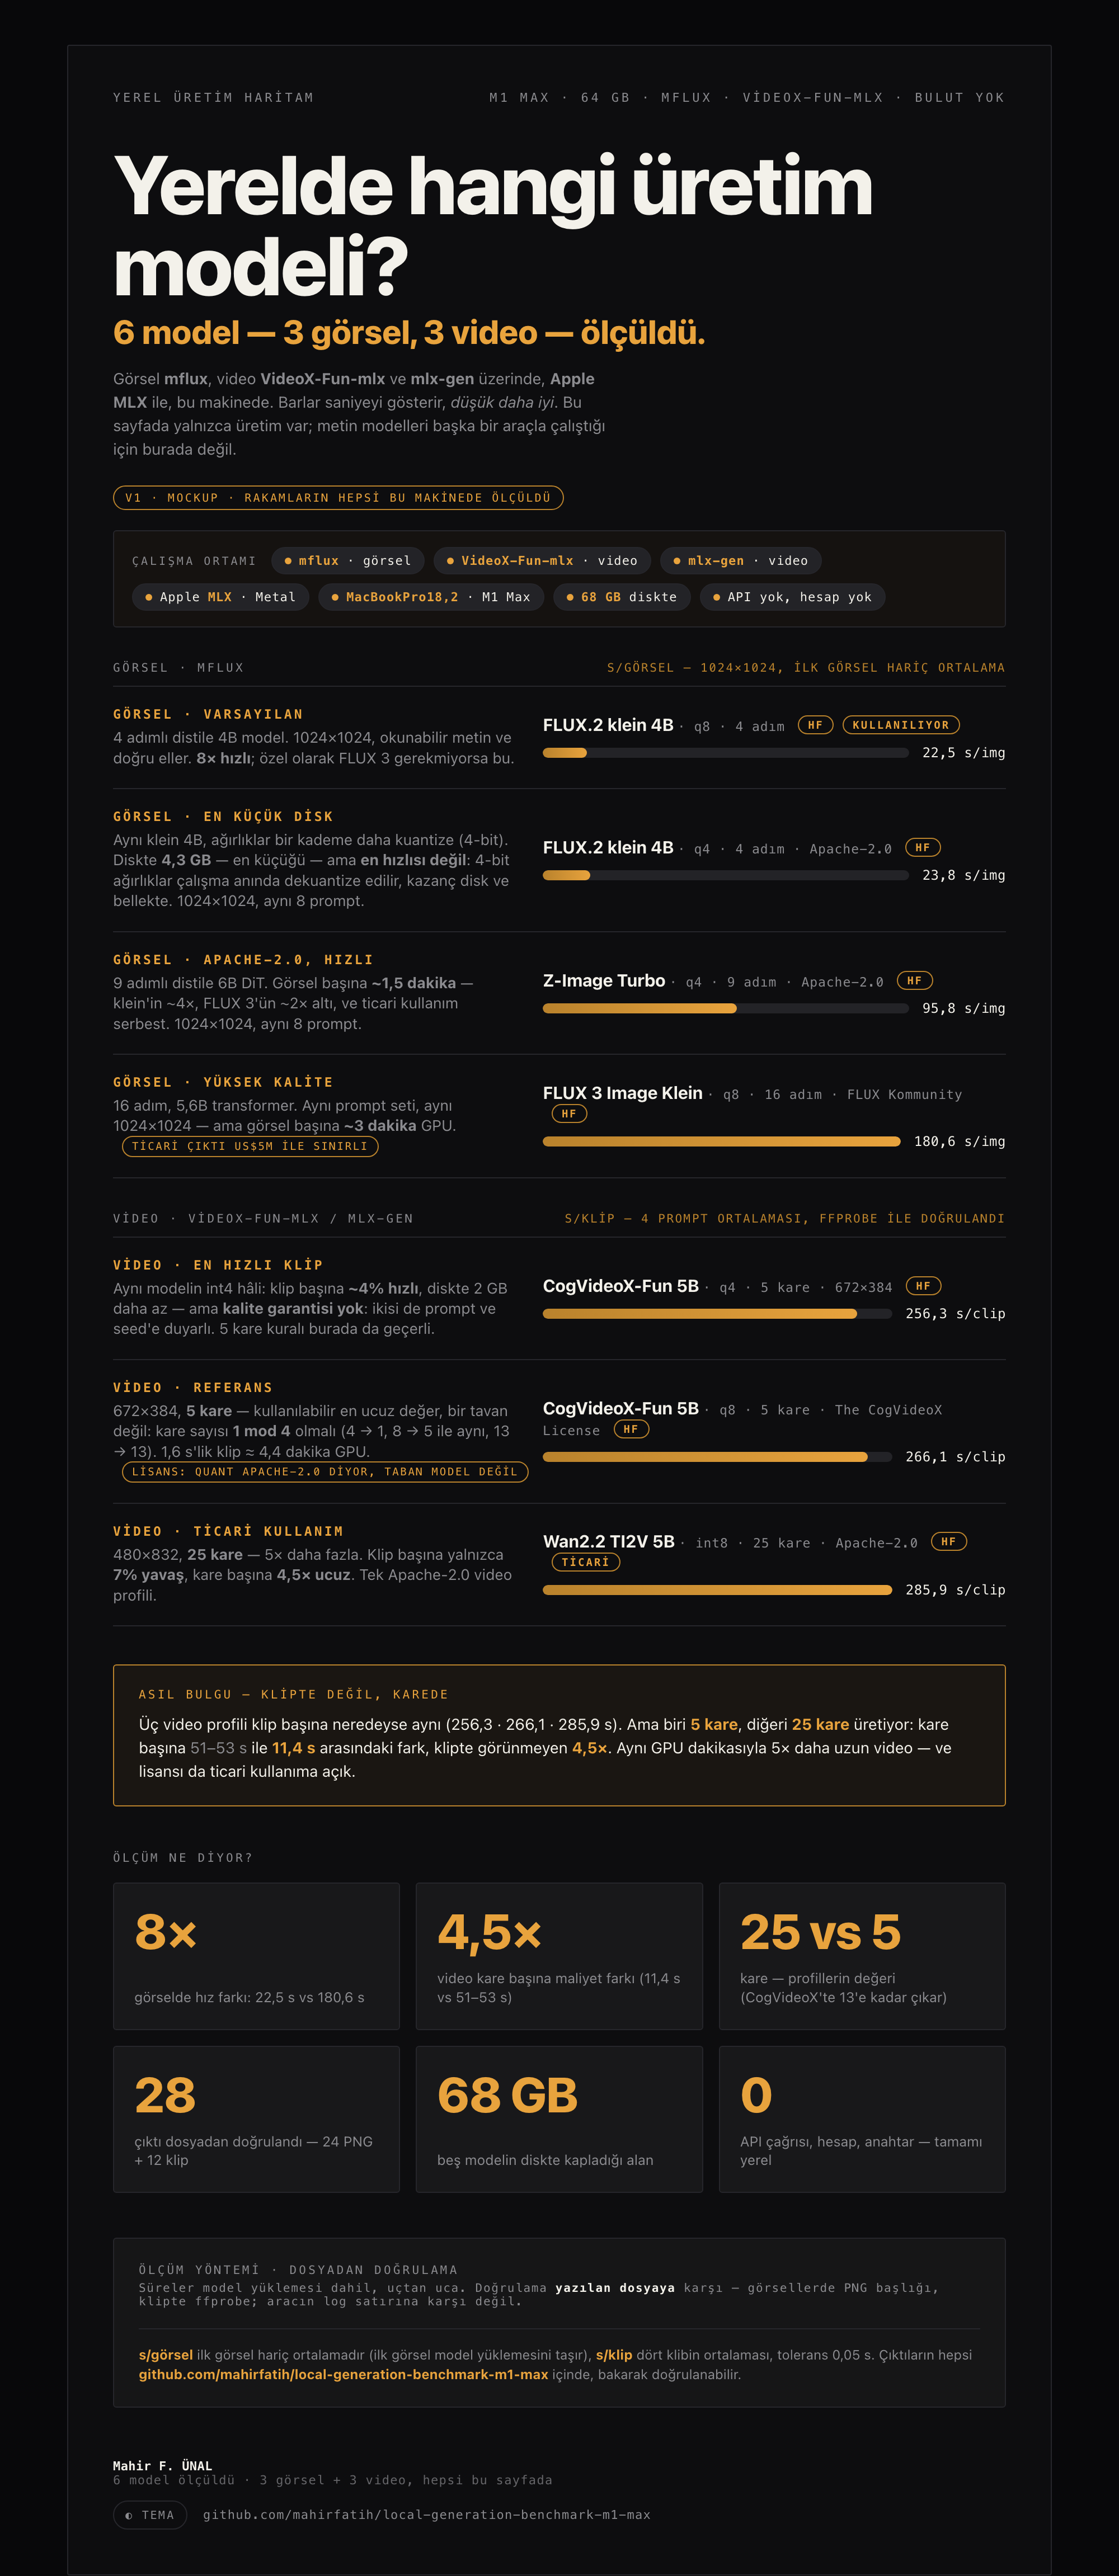 YEREL ÜRETİM HARİTAM
M1 MAX · 64 GB · MFLUX · VİDEOX-FUN-MLX · BULUT YOK
Yerelde hangi üretim
modeli?
6 model — 3 görsel, 3 video — ölçüldü.
Görsel mflux, video VideoX-Fun-mlx ve mlx-gen üzerinde, Apple
MLX ile, bu makinede. Barlar saniyeyi gösterir, düşük daha iyi. Bu
sayfada yalnızca üretim var; metin modelleri başka bir araçla çalıştığı
için burada değil.
V1 · MOCKUP · RAKAMLARIN HEPSİ BU MAKİNEDE ÖLÇÜLDÜ
ÇALIŞMA ORTAMI ● mflux · görsel ● VideoX-Fun-mlx · video ● mlx-gen · video
● Apple MLX · Metal ● MacBookPro18,2 · M1 Max ● 68 GB diskte ● API yok, hesap yok
GÖRSEL · MFLUX
S/GÖRSEL — 1024×1024, İLK GÖRSEL HARİÇ ORTALAMA
GÖRSEL · VARSAYILAN
4 adımlı distile 4B model. 1024×1024, okunabilir metin ve
doğru eller. 8× hızlı; özel olarak FLUX 3 gerekmiyorsa bu.
FLUX.2 klein 4B · q8 · 4 adım HF KULLANILIYOR
22,5 s/img
GÖRSEL · EN KÜÇÜK DİSK
Aynı klein 4B, ağırlıklar bir kademe daha kuantize (4-bit).
Diskte 4,3 GB — en küçüğü — ama en hızlısı değil: 4-bit
ağırlıklar çalışma anında dekuantize edilir, kazanç disk ve
bellekte. 1024×1024, aynı 8 prompt.
FLUX.2 klein 4B · q4 · 4 adım · Apache-2.0 HF
23,8 s/img
GÖRSEL · APACHE-2.0, HIZLI
9 adımlı distile 6B DiT. Görsel başına ~1,5 dakika —
klein'in ~4×, FLUX 3'ün ~2× altı, ve ticari kullanım
serbest. 1024×1024, aynı 8 prompt.
Z-Image Turbo · q4 · 9 adım · Apache-2.0 HF
95,8 s/img
GÖRSEL · YÜKSEK KALİTE
16 adım, 5,6B transformer. Aynı prompt seti, aynı
1024×1024 — ama görsel başına ~3 dakika GPU.
TİCARİ ÇIKTI US$5M İLE SINIRLI
FLUX 3 Image Klein · q8 · 16 adım · FLUX Kommunity
HF
180,6 s/img
VİDEO · VİDEOX-FUN-MLX / MLX-GEN
S/KLİP — 4 PROMPT ORTALAMASI, FFPROBE İLE DOĞRULANDI
VİDEO · EN HIZLI KLİP
Aynı modelin int4 hâli: klip başına ~4% hızlı, diskte 2 GB
daha az — ama kalite garantisi yok: ikisi de prompt ve
seed'e duyarlı. 5 kare kuralı burada da geçerli.
CogVideoX-Fun 5B · q4 · 5 kare · 672×384 HF
256,3 s/clip
VİDEO · REFERANS
672×384, 5 kare — kullanılabilir en ucuz değer, bir tavan
değil: kare sayısı 1 mod 4 olmalı (4 → 1, 8 → 5 ile aynı, 13
→ 13). 1,6 s'lik klip ≈ 4,4 dakika GPU.
LİSANS: QUANT APACHE-2.0 DİYOR, TABAN MODEL DEĞİL
CogVideoX-Fun 5B · q8 · 5 kare · The CogVideoX
License HF
266,1 s/clip
VİDEO · TİCARİ KULLANIM
480×832, 25 kare — 5× daha fazla. Klip başına yalnızca
7% yavaş, kare başına 4,5× ucuz. Tek Apache-2.0 video
profili.
Wan2.2 TI2V 5B · int8 · 25 kare · Apache-2.0 HF
TİCARİ
285,9 s/clip
ASIL BULGU — KLİPTE DEĞİL, KAREDE
Üç video profili klip başına neredeyse aynı (256,3 · 266,1 · 285,9 s). Ama biri 5 kare, diğeri 25 kare üretiyor: kare
başına 51–53 s ile 11,4 s arasındaki fark, klipte görünmeyen 4,5×. Aynı GPU dakikasıyla 5× daha uzun video — ve
lisansı da ticari kullanıma açık.
ÖLÇÜM NE DİYOR?
8×
görselde hız farkı: 22,5 s vs 180,6 s
4,5×
video kare başına maliyet farkı (11,4 s
vs 51–53 s)
25 vs 5
kare — profillerin değeri
(CogVideoX'te 13'e kadar çıkar)
28
çıktı dosyadan doğrulandı — 24 PNG
+ 12 klip
68 GB
beş modelin diskte kapladığı alan
0
API çağrısı, hesap, anahtar — tamamı
yerel
ÖLÇÜM YÖNTEMİ · DOSYADAN DOĞRULAMA
Süreler model yüklemesi dahil, uçtan uca. Doğrulama yazılan dosyaya karşı — görsellerde PNG başlığı,
klipte ffprobe; aracın log satırına karşı değil.
s/görsel ilk görsel hariç ortalamadır (ilk görsel model yüklemesini taşır), s/klip dört klibin ortalaması, tolerans 0,05 s. Çıktıların hepsi
github.com/mahirfatih/local-generation-benchmark-m1-max içinde, bakarak doğrulanabilir.
Mahir F. ÜNAL
6 model ölçüldü · 3 görsel + 3 video, hepsi bu sayfada
◐ TEMA github.com/mahirfatih/local-generation-benchmark-m1-max